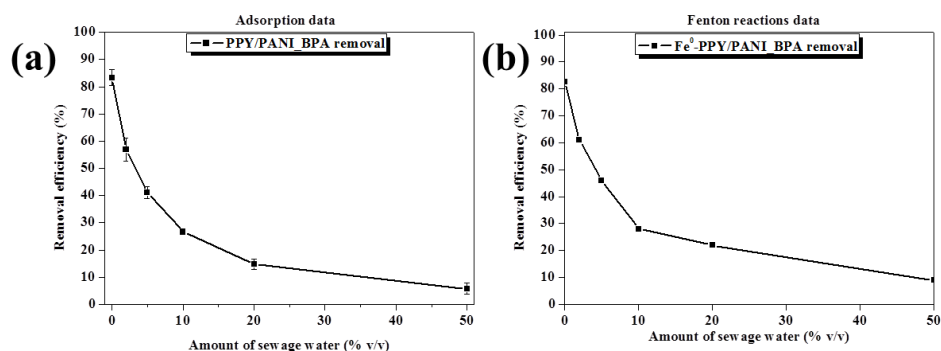 Adsorption data
PPY/PANI_BPA removal
(a)
100
90
80
70
60
50
40
30
20
10
0
Removal efficiency (%)
0 10 20 30 40 50
Amount of sewage water (% v/v)
Fenton reactions data
Fe⁰-PPY/PANI_BPA removal
(b)
100
90
80
70
60
50
40
30
20
10
0
Removal efficiency (%)
0 10 20 30 40 50
Amount of sewage water (% v/v)